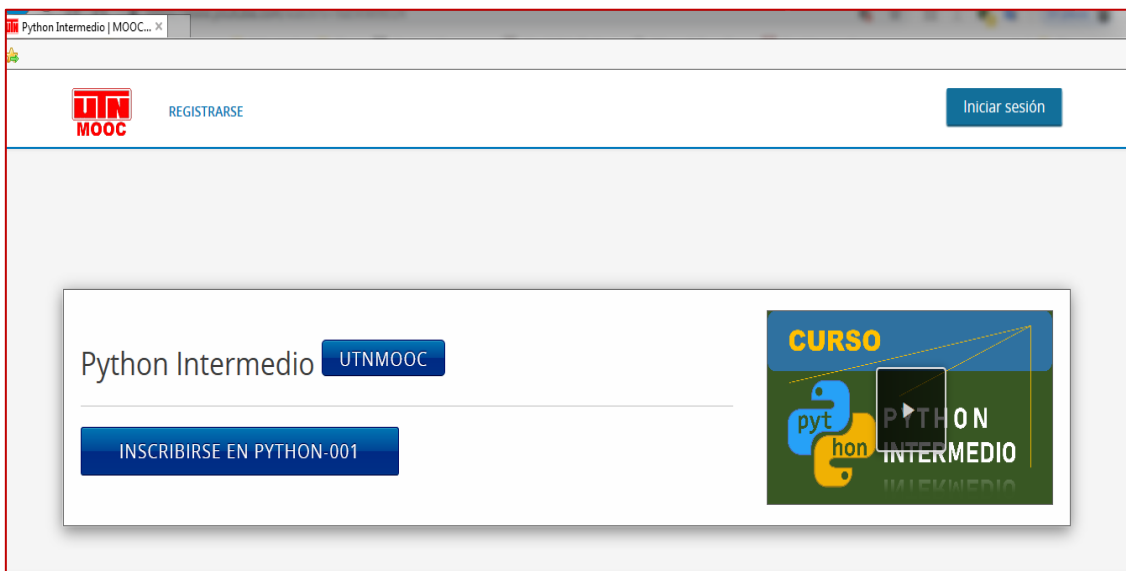 Python Intermedio | MOOC...
UTN
MOOC
REGISTRARSE
Iniciar sesión
Python Intermedio
UTNMOOC
INSCRIBIRSE EN PYTHON-001
CURSO
pyt
hon
PYTHON
INTERMEDIO